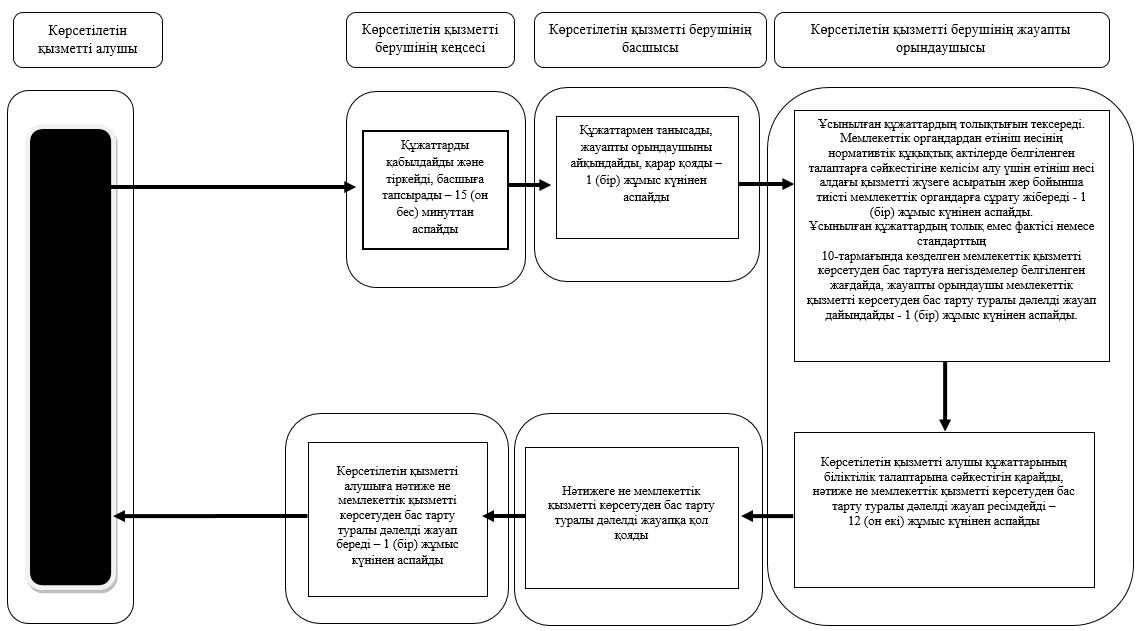 Көрсетілетін
қызметті алушы
Көрсетілетін қызметті
берушінің кеңсесі
Көрсетілетін қызметті берушінің
басшысы
Көрсетілетін қызметті берушінің жауапты
орындаушысы
Құжаттарды
қабылдайды және
тіркейді, басшыға
тапсырады – 15 (он
бес) минуттан
аспайды
Құжаттармен танысады,
жауапты орындаушыны
айқындайды, қарар қояды –
1 (бір) жұмыс күнінен
аспайды
Ұсынылған құжаттардың толықтығын тексереді.
Мемлекеттік органдардан өтініш иесінің
нормативтік құқықтық актілерде белгіленген
талаптарға сәйкестігіне келісім алу үшін өтініш иесі
алдағы қызметті жүзеге асыратын жер бойынша
тиісті мемлекеттік органдарға сұрату жібереді - 1
(бір) жұмыс күнінен аспайды.
Ұсынылған құжаттардың толық емес фактісі немесе
стандарттың
10-тармағында көзделген мемлекеттік қызметті
көрсетуден бас тартуға негіздемелер белгіленген
жағдайда, жауапты орындаушы мемлекеттік
қызметті көрсетуден бас тарту туралы дәлелді жауап
дайындайды - 1 (бір) жұмыс күнінен аспайды.
Көрсетілетін қызметті
алушыға нәтиже не
мемлекеттік қызметті
көрсетуден бас тарту
туралы дәлелді жауап
береді – 1 (бір) жұмыс
күнінен аспайды
Нәтижеге не мемлекеттік
қызметті көрсетуден бас тарту
туралы дәлелді жауапқа қол
қояды
Көрсетілетін қызметті алушы құжаттарының
біліктілік талаптарына сәйкестігін қарайды,
нәтиже не мемлекеттік қызметті көрсетуден бас
тарту туралы дәлелді жауап ресімдейді –
12 (он екі) жұмыс күнінен аспайды